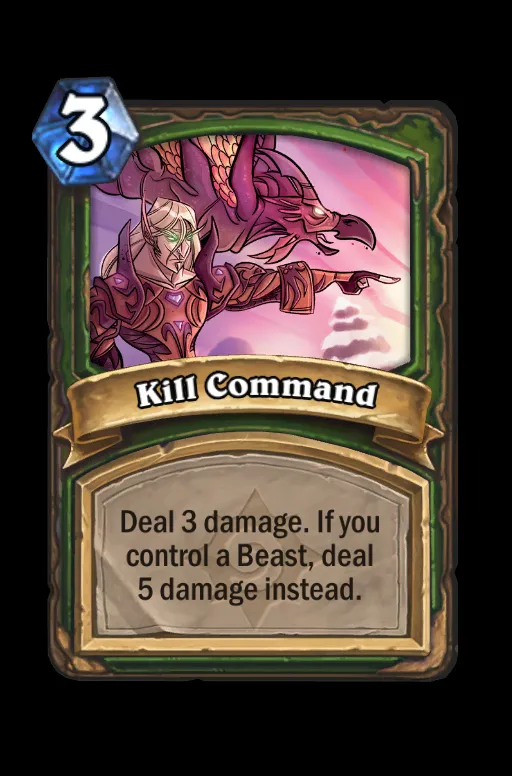 3
Kill Command
Deal 3 damage. If you
control a Beast, deal
5 damage instead.